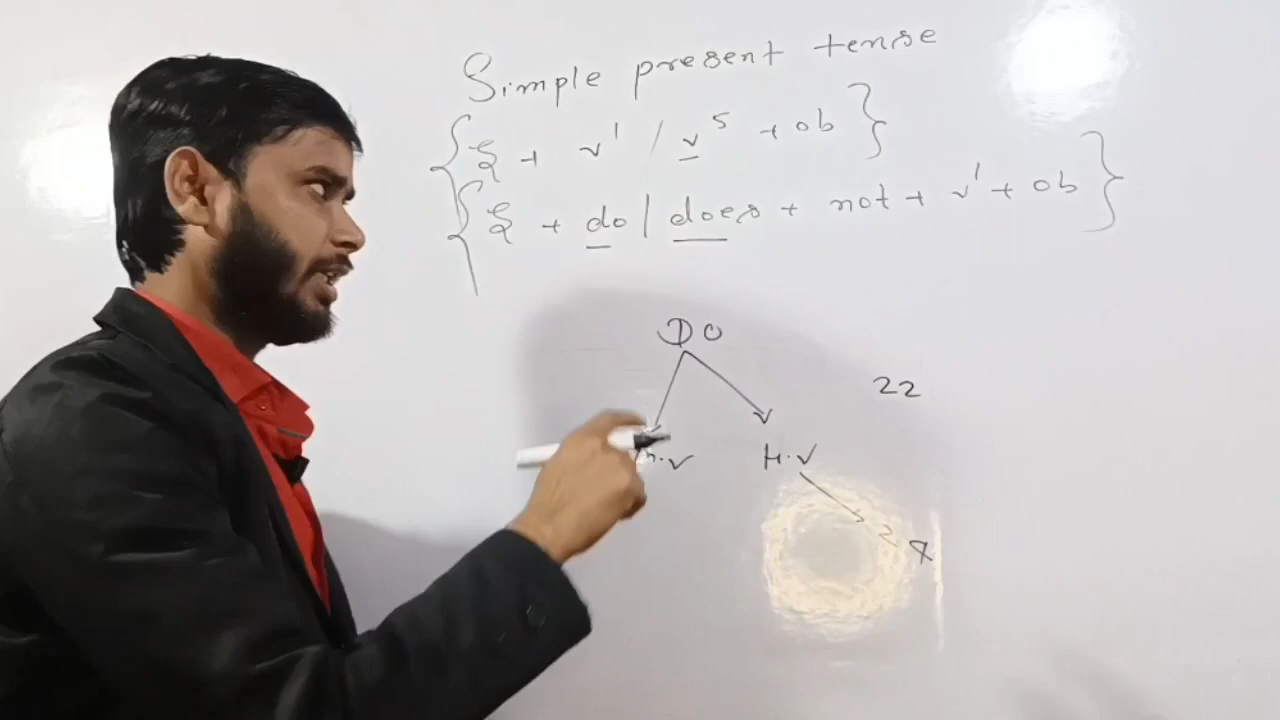 Simple present tense
{ S + v¹ / v⁵ + ob }
{ S + do / does + not + v¹ + ob }
DO
22
M.V H.V